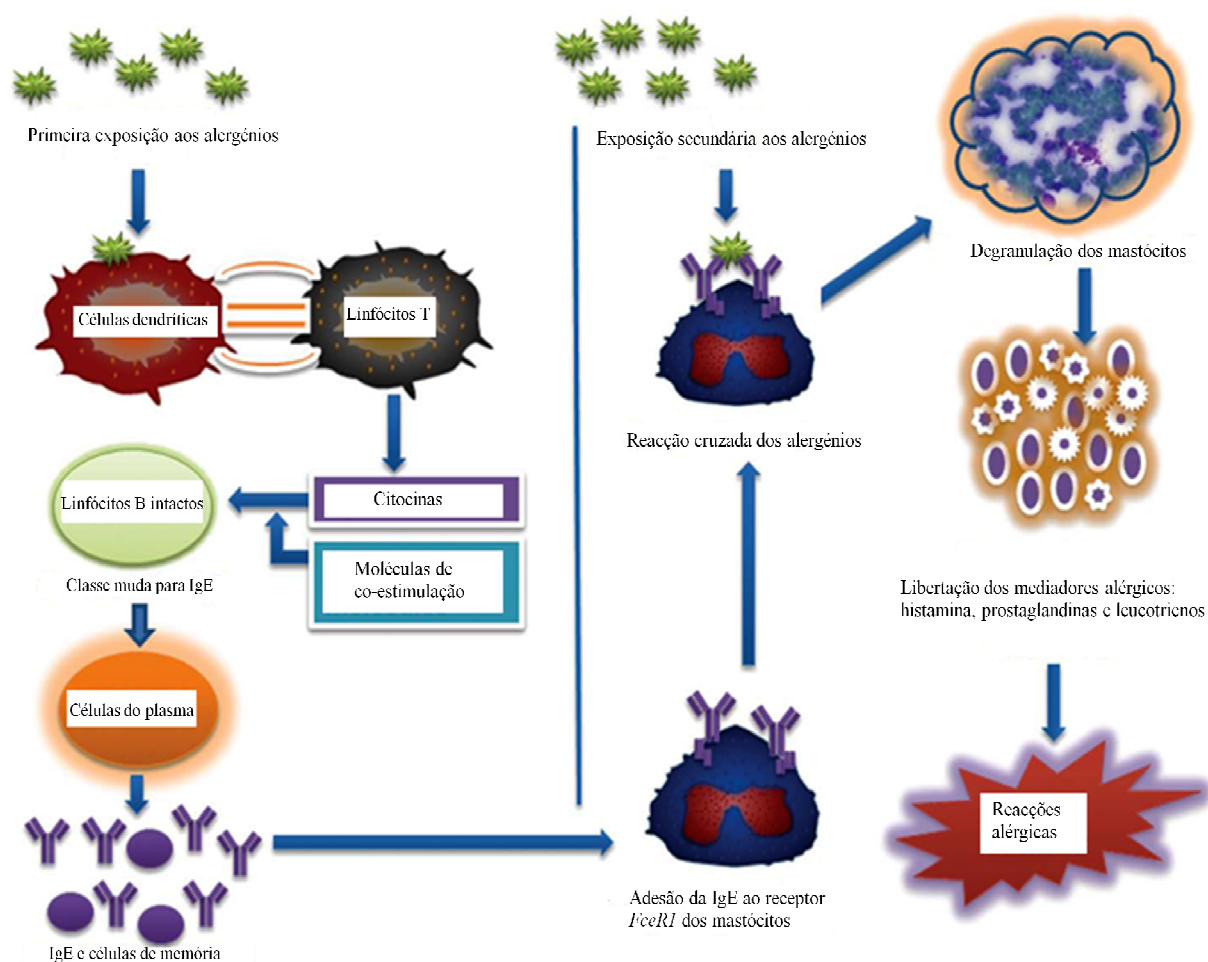 Primeira exposição aos alergénios
Células dendríticas
Linfócitos T
Citocinas
Moléculas de
co-estimulação
Linfócitos B intactos
Classe muda para IgE
Células do plasma
IgE e células de memória
Exposição secundária aos alergénios
Reacção cruzada dos alergénios
Adesão da IgE ao receptor
FceR1 dos mastócitos
Degranulação dos mastócitos
Libertação dos mediadores alérgicos:
histamina, prostaglandinas e leucotrienos
Reacções
alérgicas